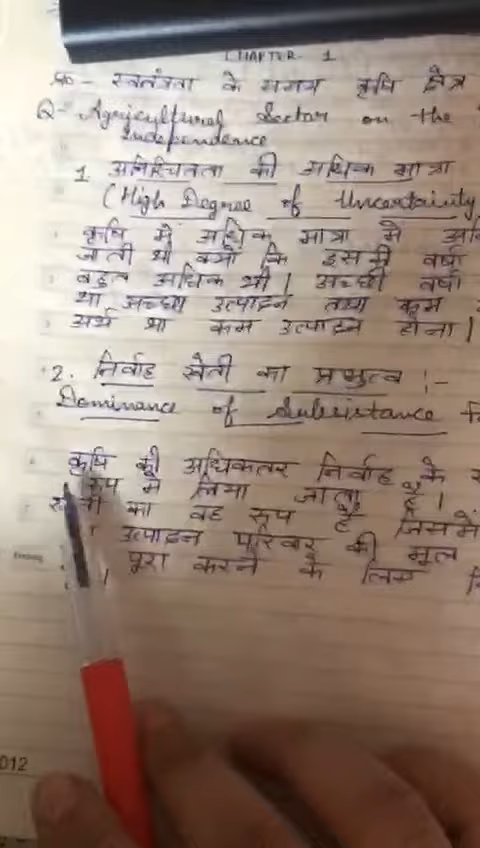 CHAPTER 1
प्र०- स्वतंत्रता के समय कृषि क्षेत्र
Q- Agricultural Sector on the
Independence
1. अनिश्चितता की अधिक मात्रा
(High Degree of Uncertainty
कृषि में अधिक मात्रा में
जाती थी क्योंकि इसकी वर्षा
बहुत अधिक थी। अच्छी वर्षा
था अच्छा उत्पादन तथा कम
अर्थ था कम उत्पादन होना।
2. निर्वाह खेती का प्रभुत्व :-
Dominance of Subsistance
कृषि की अधिकतर निर्वाह के
रूप में लिया जाता है।
का वह रूप है जिसमें
उत्पादन परिवार की मूल
पूरा करने के लिए
012